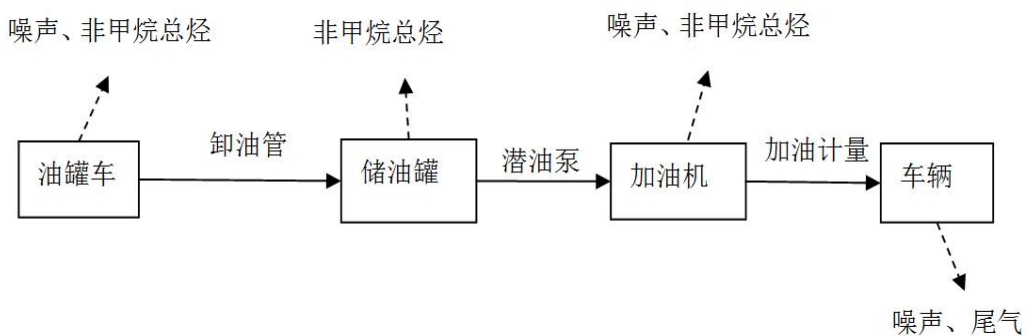 噪声、非甲烷总烃
非甲烷总烃
噪声、非甲烷总烃
油罐车
卸油管
储油罐
潜油泵
加油机
加油计量
车辆
噪声、尾气